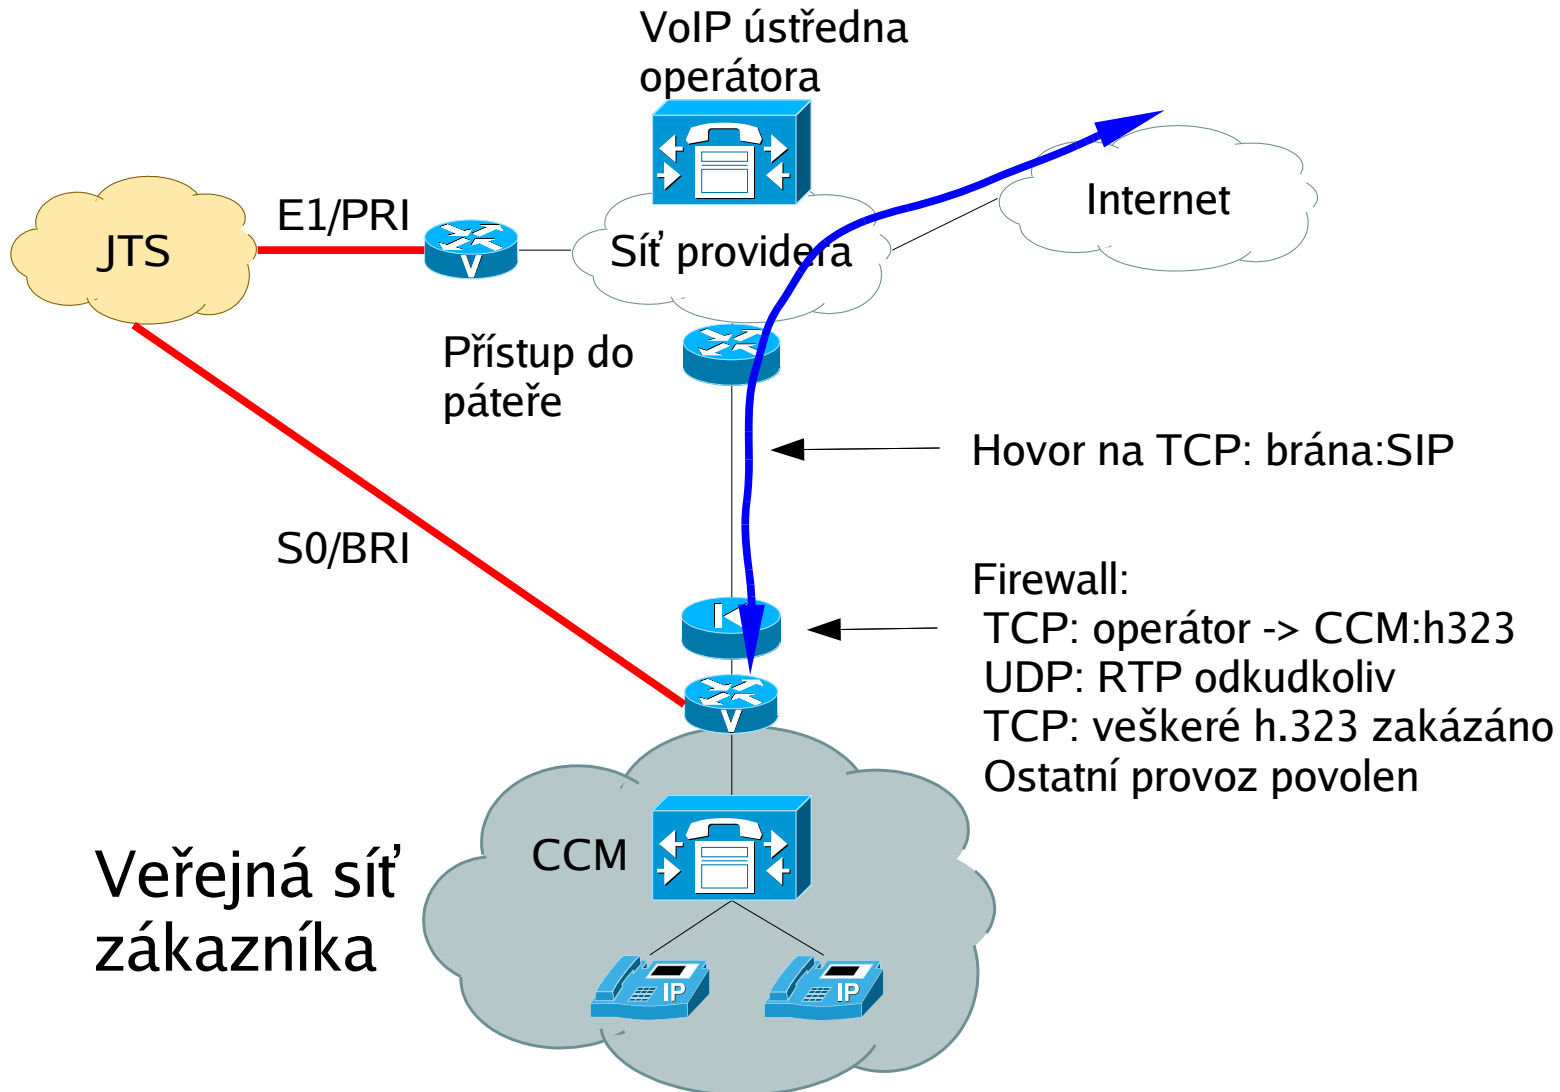 VoIP ústředna
operátora
E1/PRI
JTS
V
Síť providera
Internet
Přístup do
páteře
Hovor na TCP: brána:SIP
S0/BRI
Firewall:
TCP: operátor -> CCM:h323
UDP: RTP odkudkoliv
TCP: veškeré h.323 zakázáno
Ostatní provoz povolen
V
CCM
Veřejná síť
zákazníka
IP
IP